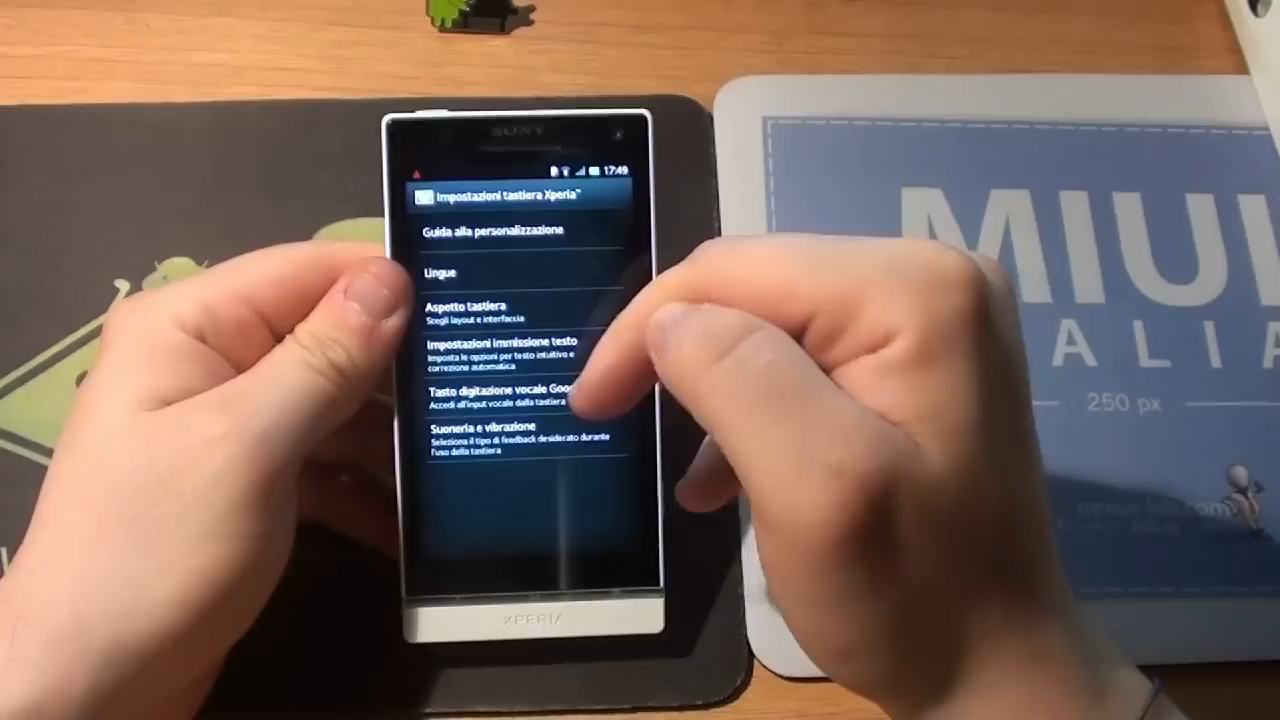 SONY
17:49
Impostazioni tastiera Xperia™
Guida alla personalizzazione
Lingue
Aspetto tastiera
Scegli layout e interfaccia
Impostazioni immissione testo
Imposta le opzioni per testo intuitivo e
correzione automatica
Tasto digitazione vocale Goo
Accedi all'input vocale dalla tastiera
Suoneria e vibrazione
Seleziona il tipo di feedback desiderato durante
l'uso della tastiera
XPERIA
MIUI
ALIA
250 px